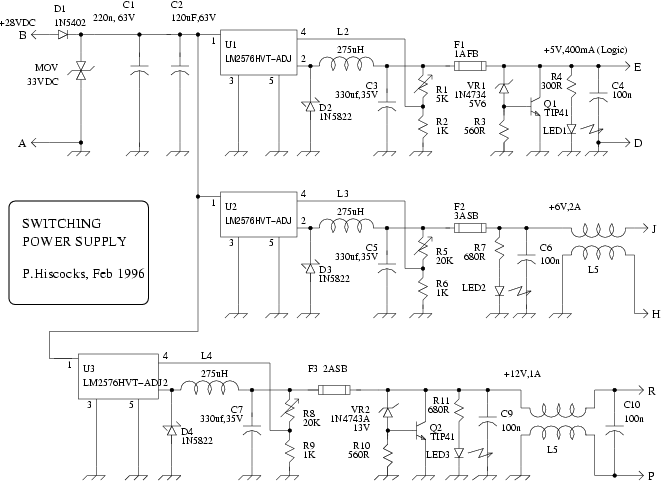 D1 C1 C2
+28VDC 1N5402 220n, 63V 120uF,63V
B
MOV
33VDC
A
1 U1 4 L2
LM2576HVT-ADJ 2 275uH
3 5
D2
1N5822
C3
330uf,35V
R1
5K
R2
1K
F1
1AFB
VR1
1N4734
5V6
R3
560R
Q1
TIP41
+5V,400mA (Logic)
R4
300R
LED1
C4
100n
E
D
SWITCHING
POWER SUPPLY
P.Hiscocks, Feb 1996
1 U2 4 L3
LM2576HVT-ADJ 2 275uH
3 5
D3
1N5822
C5
330uf,35V
R5
20K
R6
1K
F2
3ASB
R7
680R
LED2
C6
100n
+6V,2A
L5
J
H
1 U3 4 L4
LM2576HVT-ADJ 2 275uH
3 5
D4
1N5822
C7
330uf,35V
R8
20K
R9
1K
F3 2ASB
VR2
1N4743A
13V
R10
560R
Q2
TIP41
R11
680R
LED3
C9
100n
+12V,1A
L5
C10
100n
R
P